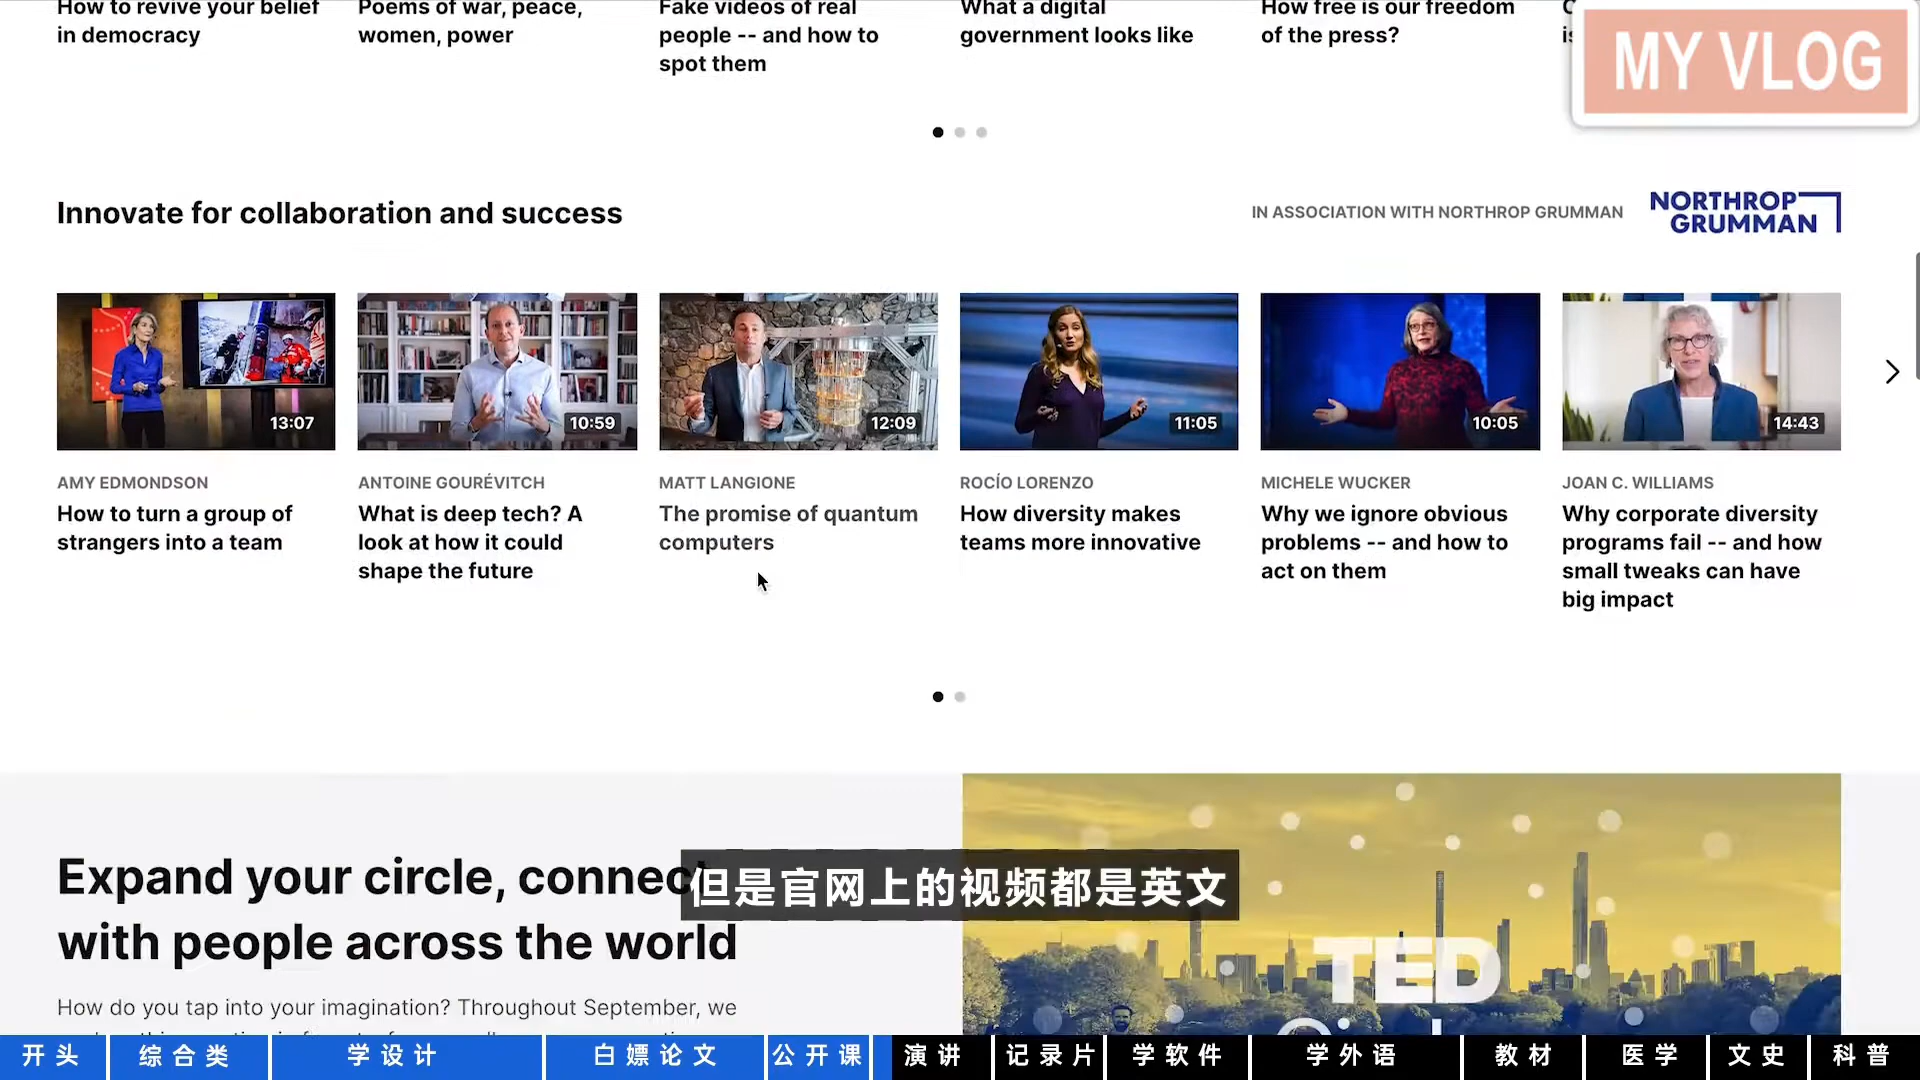 How to revive your belief
in democracy
Poems of war, peace,
women, power
Fake videos of real
people -- and how to
spot them
What a digital
government looks like
How free is our freedom
of the press?
MY VLOG
Innovate for collaboration and success
IN ASSOCIATION WITH NORTHROP GRUMMAN
NORTHROP
GRUMMAN
13:07
10:59
12:09
11:05
10:05
14:43
AMY EDMONDSON
How to turn a group of
strangers into a team
ANTOINE GOURÉVITCH
What is deep tech? A
look at how it could
shape the future
MATT LANGIONE
The promise of quantum
computers
ROCÍO LORENZO
How diversity makes
teams more innovative
MICHELE WUCKER
Why we ignore obvious
problems -- and how to
act on them
JOAN C. WILLIAMS
Why corporate diversity
programs fail -- and how
small tweaks can have
big impact
Expand your circle, connect
with people across the world
但是官网上的视频都是英文
TED
How do you tap into your imagination? Throughout September, we
开头
综合类
学设计
白嫖论文
公开课
演讲
记录片
学软件
学外语
教材
医学
文史
科普